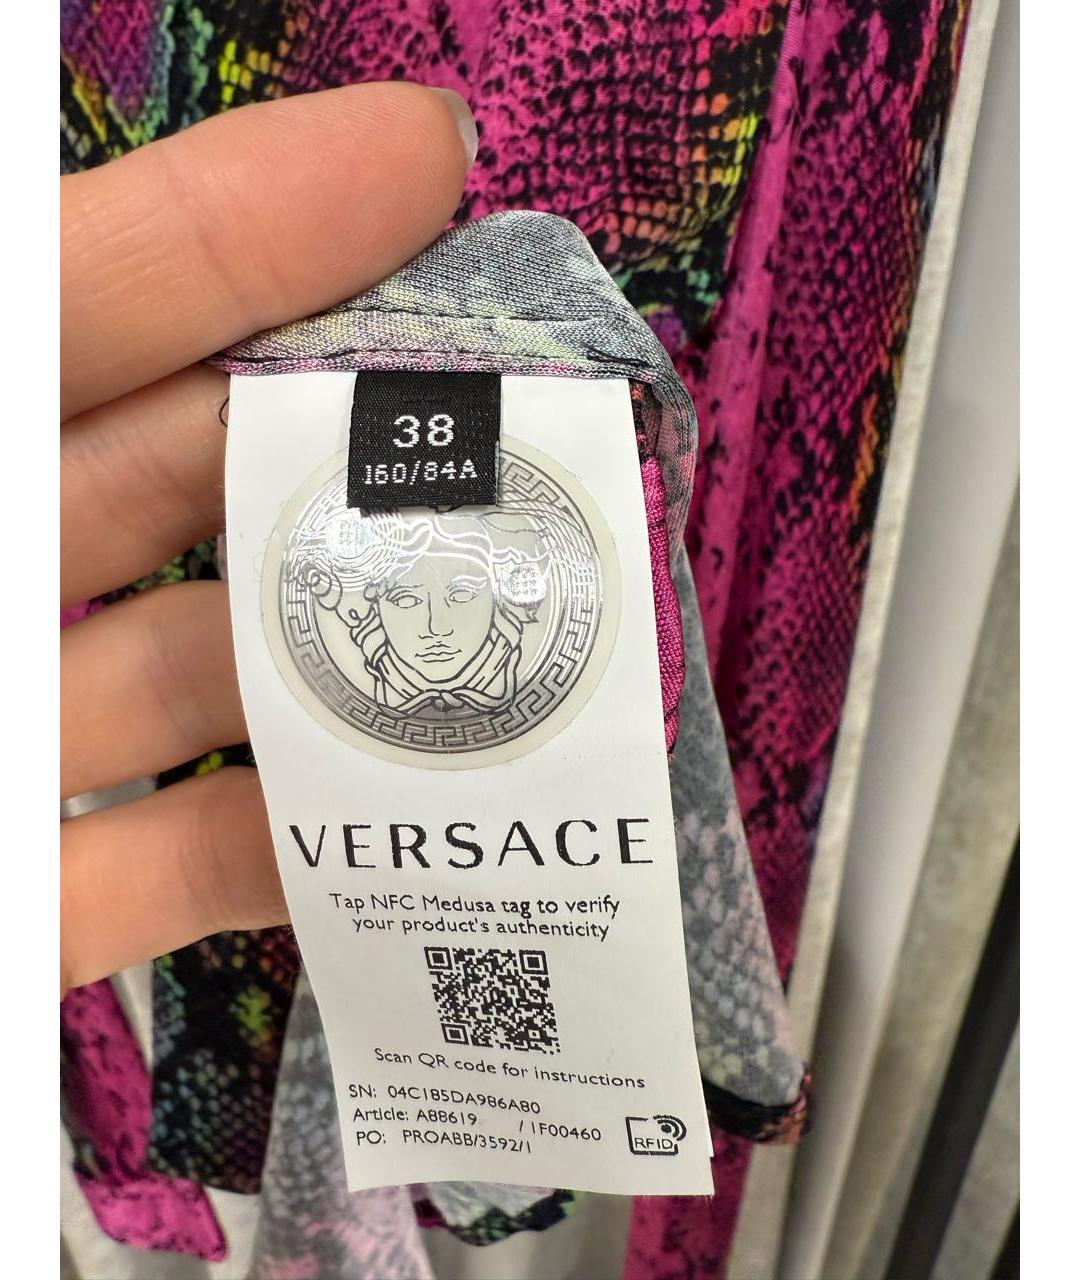 38
160/84A
VERSACE
Tap NFC Medusa tag to verify
your product's authenticity
Scan QR code for instructions
SN: 04C185DA986A80
Article: A88619 / 1F00460
PO: PROABB/3592/1
RFID